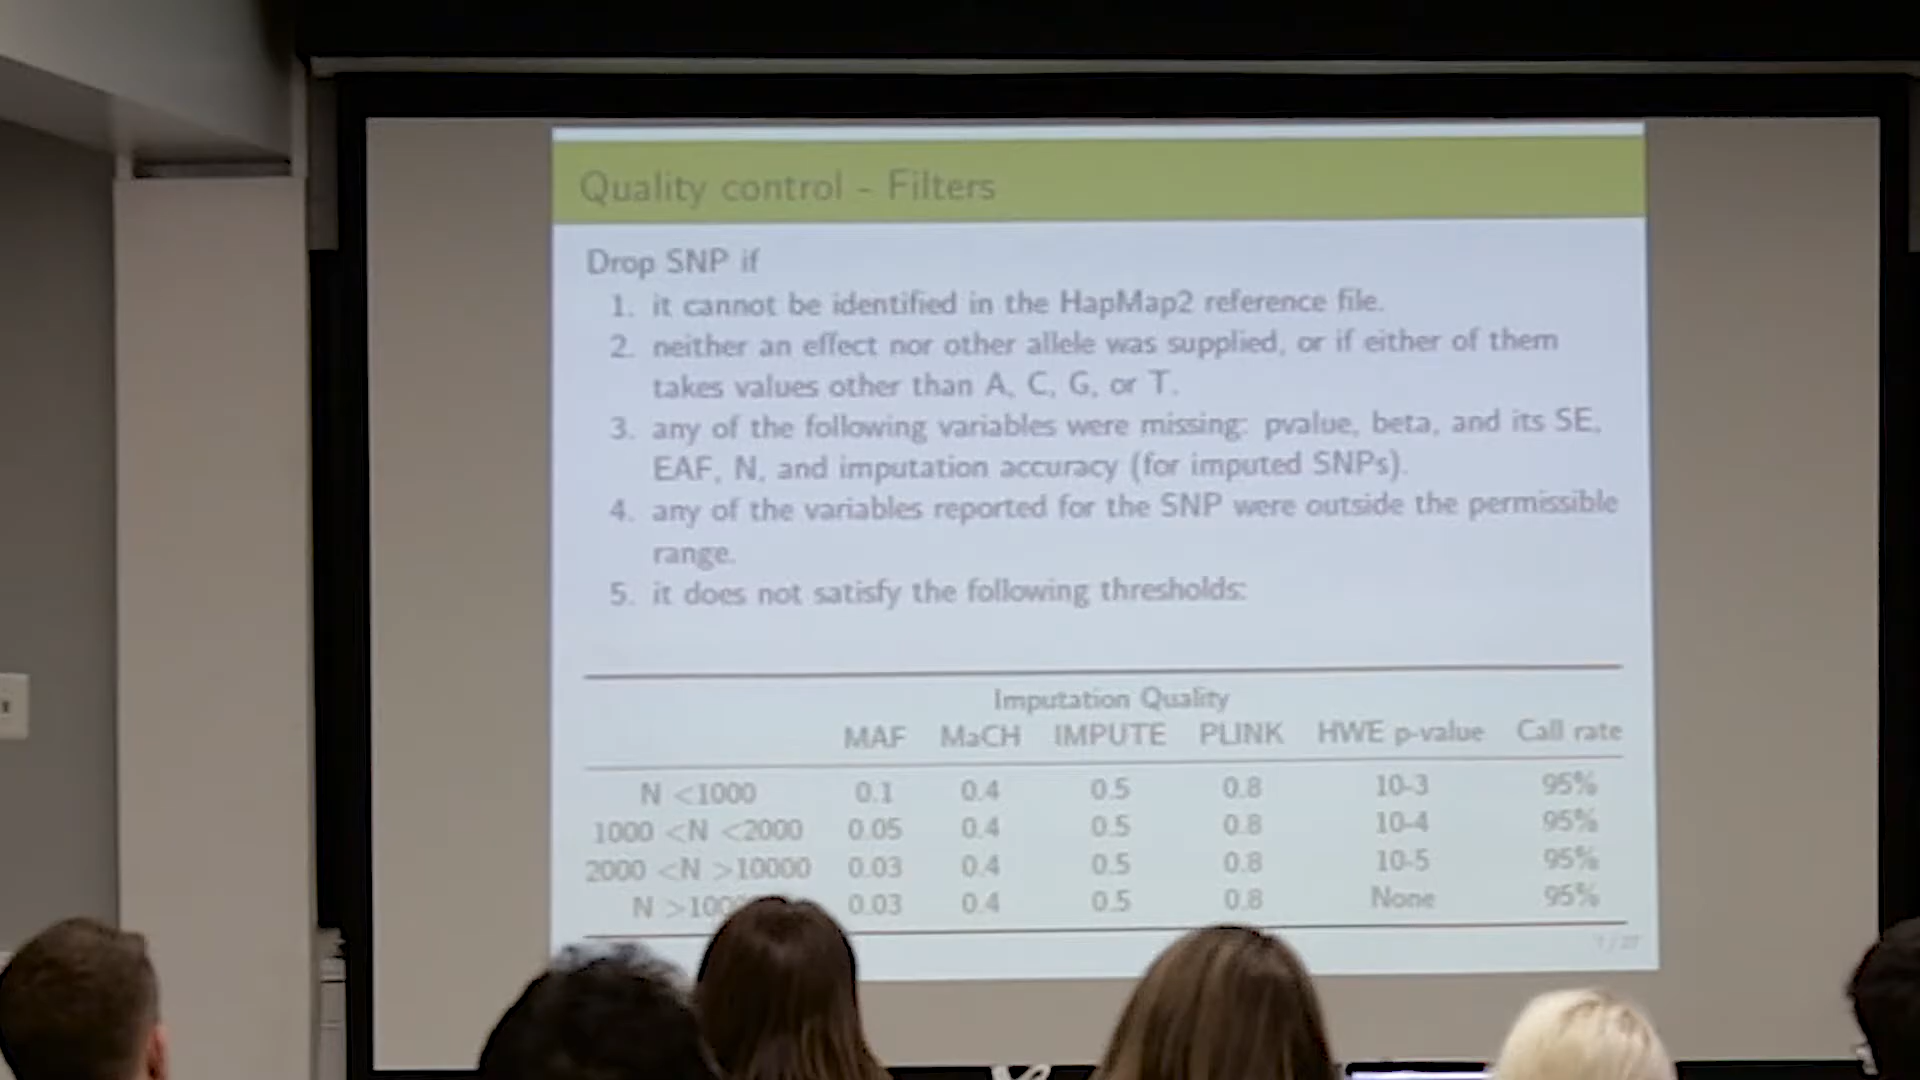 Quality control - Filters
Drop SNP if
1. it cannot be identified in the HapMap2 reference file.
2. neither an effect nor other allele was supplied, or if either of them
takes values other than A, C, G, or T.
3. any of the following variables were missing: pvalue, beta, and its SE,
EAF, N, and imputation accuracy (for imputed SNPs).
4. any of the variables reported for the SNP were outside the permissible
range.
5. it does not satisfy the following thresholds:
Imputation Quality
MAF MaCH IMPUTE PLINK HWE p-value Call rate
N <1000 0.1 0.4 0.5 0.8 10-3 95%
1000 <N <2000 0.05 0.4 0.5 0.8 10-4 95%
2000 <N >10000 0.03 0.4 0.5 0.8 10-5 95%
N 0.03 0.4 0.5 0.8 None 95%